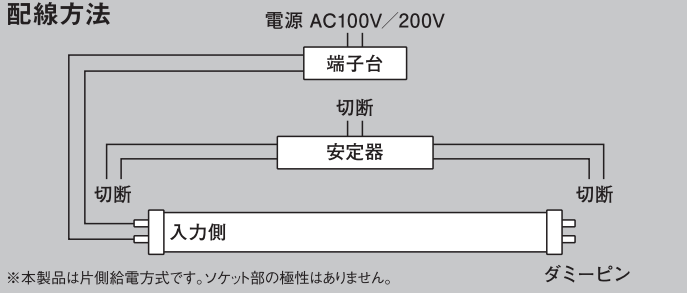 配線方法
電源 AC100V／200V
端子台
切断
安定器
切断
切断
入力側
※本製品は片側給電方式です。ソケット部の極性はありません。
ダミーピン